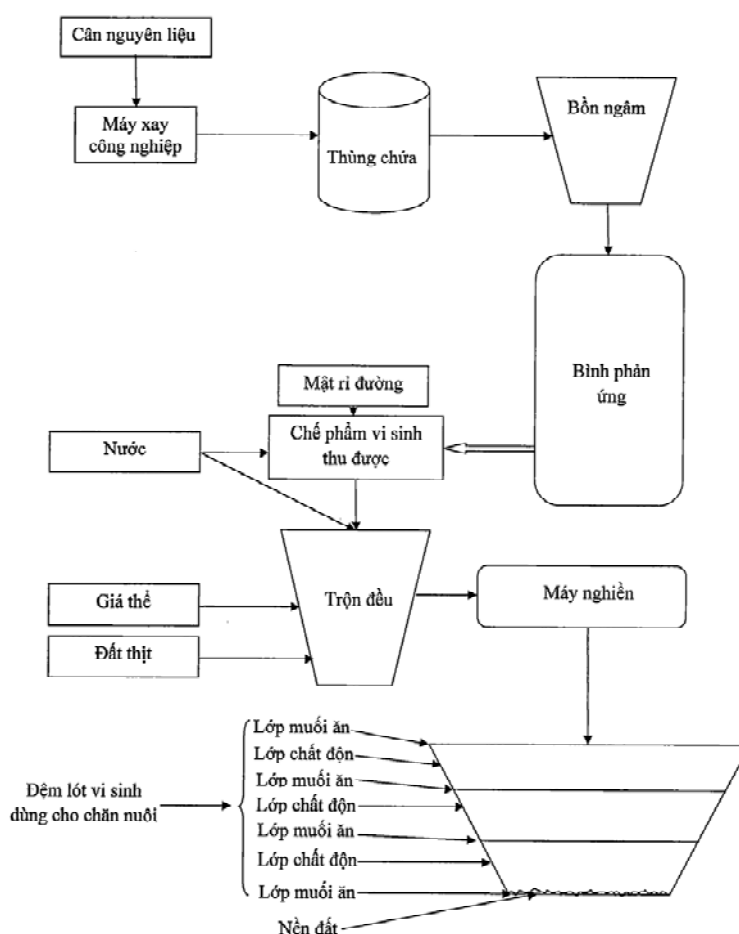 Cân nguyên liệu
Máy xay
công nghiệp
Thùng chứa
Bồn ngâm
Bình phản
ứng
Mật rỉ đường
Chế phẩm vi sinh
thu được
Nước
Trộn đều
Máy nghiền
Giá thể
Đất thịt
Đệm lót vi sinh
dùng cho chăn nuôi
Lớp muối ăn
Lớp chất độn
Lớp muối ăn
Lớp chất độn
Lớp muối ăn
Lớp chất độn
Lớp muối ăn
Nền đất